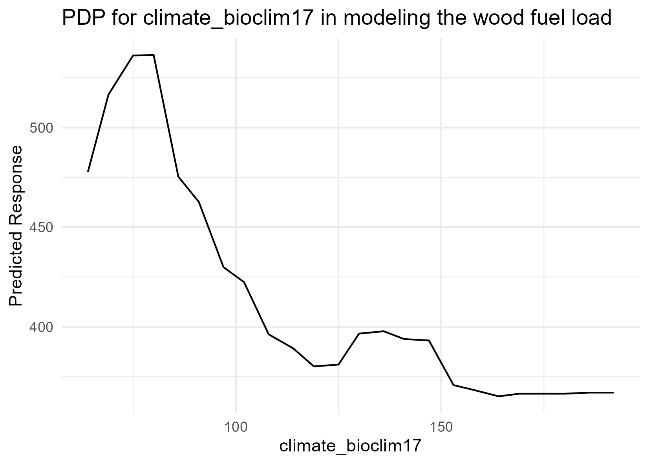 PDP for climate_bioclim17 in modeling the wood fuel load
Predicted Response
500
450
400
100
150
climate_bioclim17